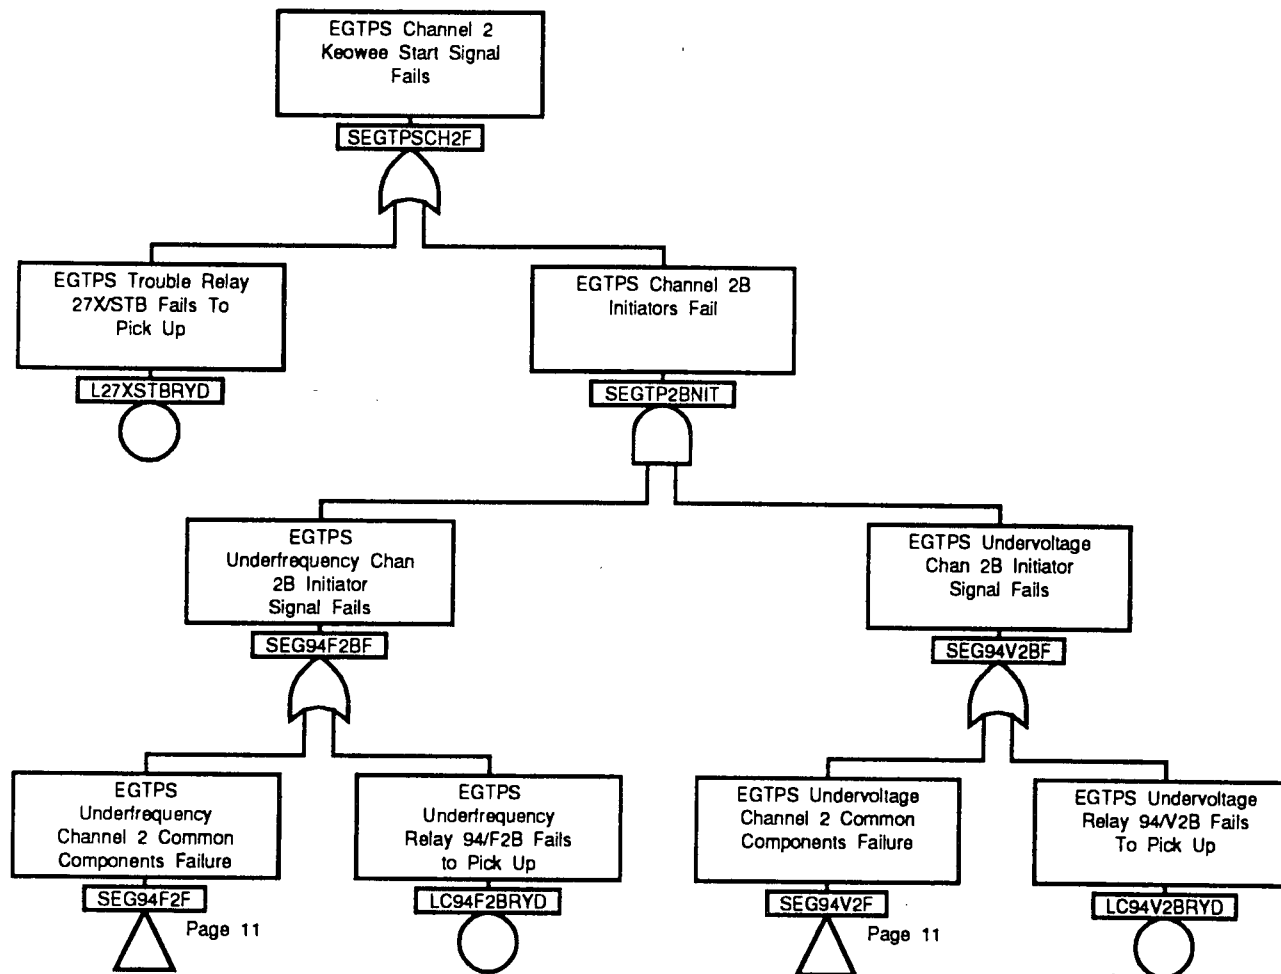 EGTPS Channel 2
Keowee Start Signal
Fails
SEGTPSCH2F
EGTPS Trouble Relay
27X/STB Fails To
Pick Up
L27XSTBRYD
EGTPS Channel 2B
Initiators Fail
SEGTP2BNIT
EGTPS
Underfrequency Chan
2B Initiator
Signal Fails
SEG94F2BF
EGTPS Undervoltage
Chan 2B Initiator
Signal Fails
SEG94V2BF
EGTPS
Underfrequency
Channel 2 Common
Components Failure
SEG94F2F
Page 11
EGTPS
Underfrequency
Relay 94/F2B Fails
to Pick Up
LC94F2BRYD
EGTPS Undervoltage
Channel 2 Common
Components Failure
SEG94V2F
Page 11
EGTPS Undervoltage
Relay 94/V2B Fails
To Pick Up
LC94V2BRYD